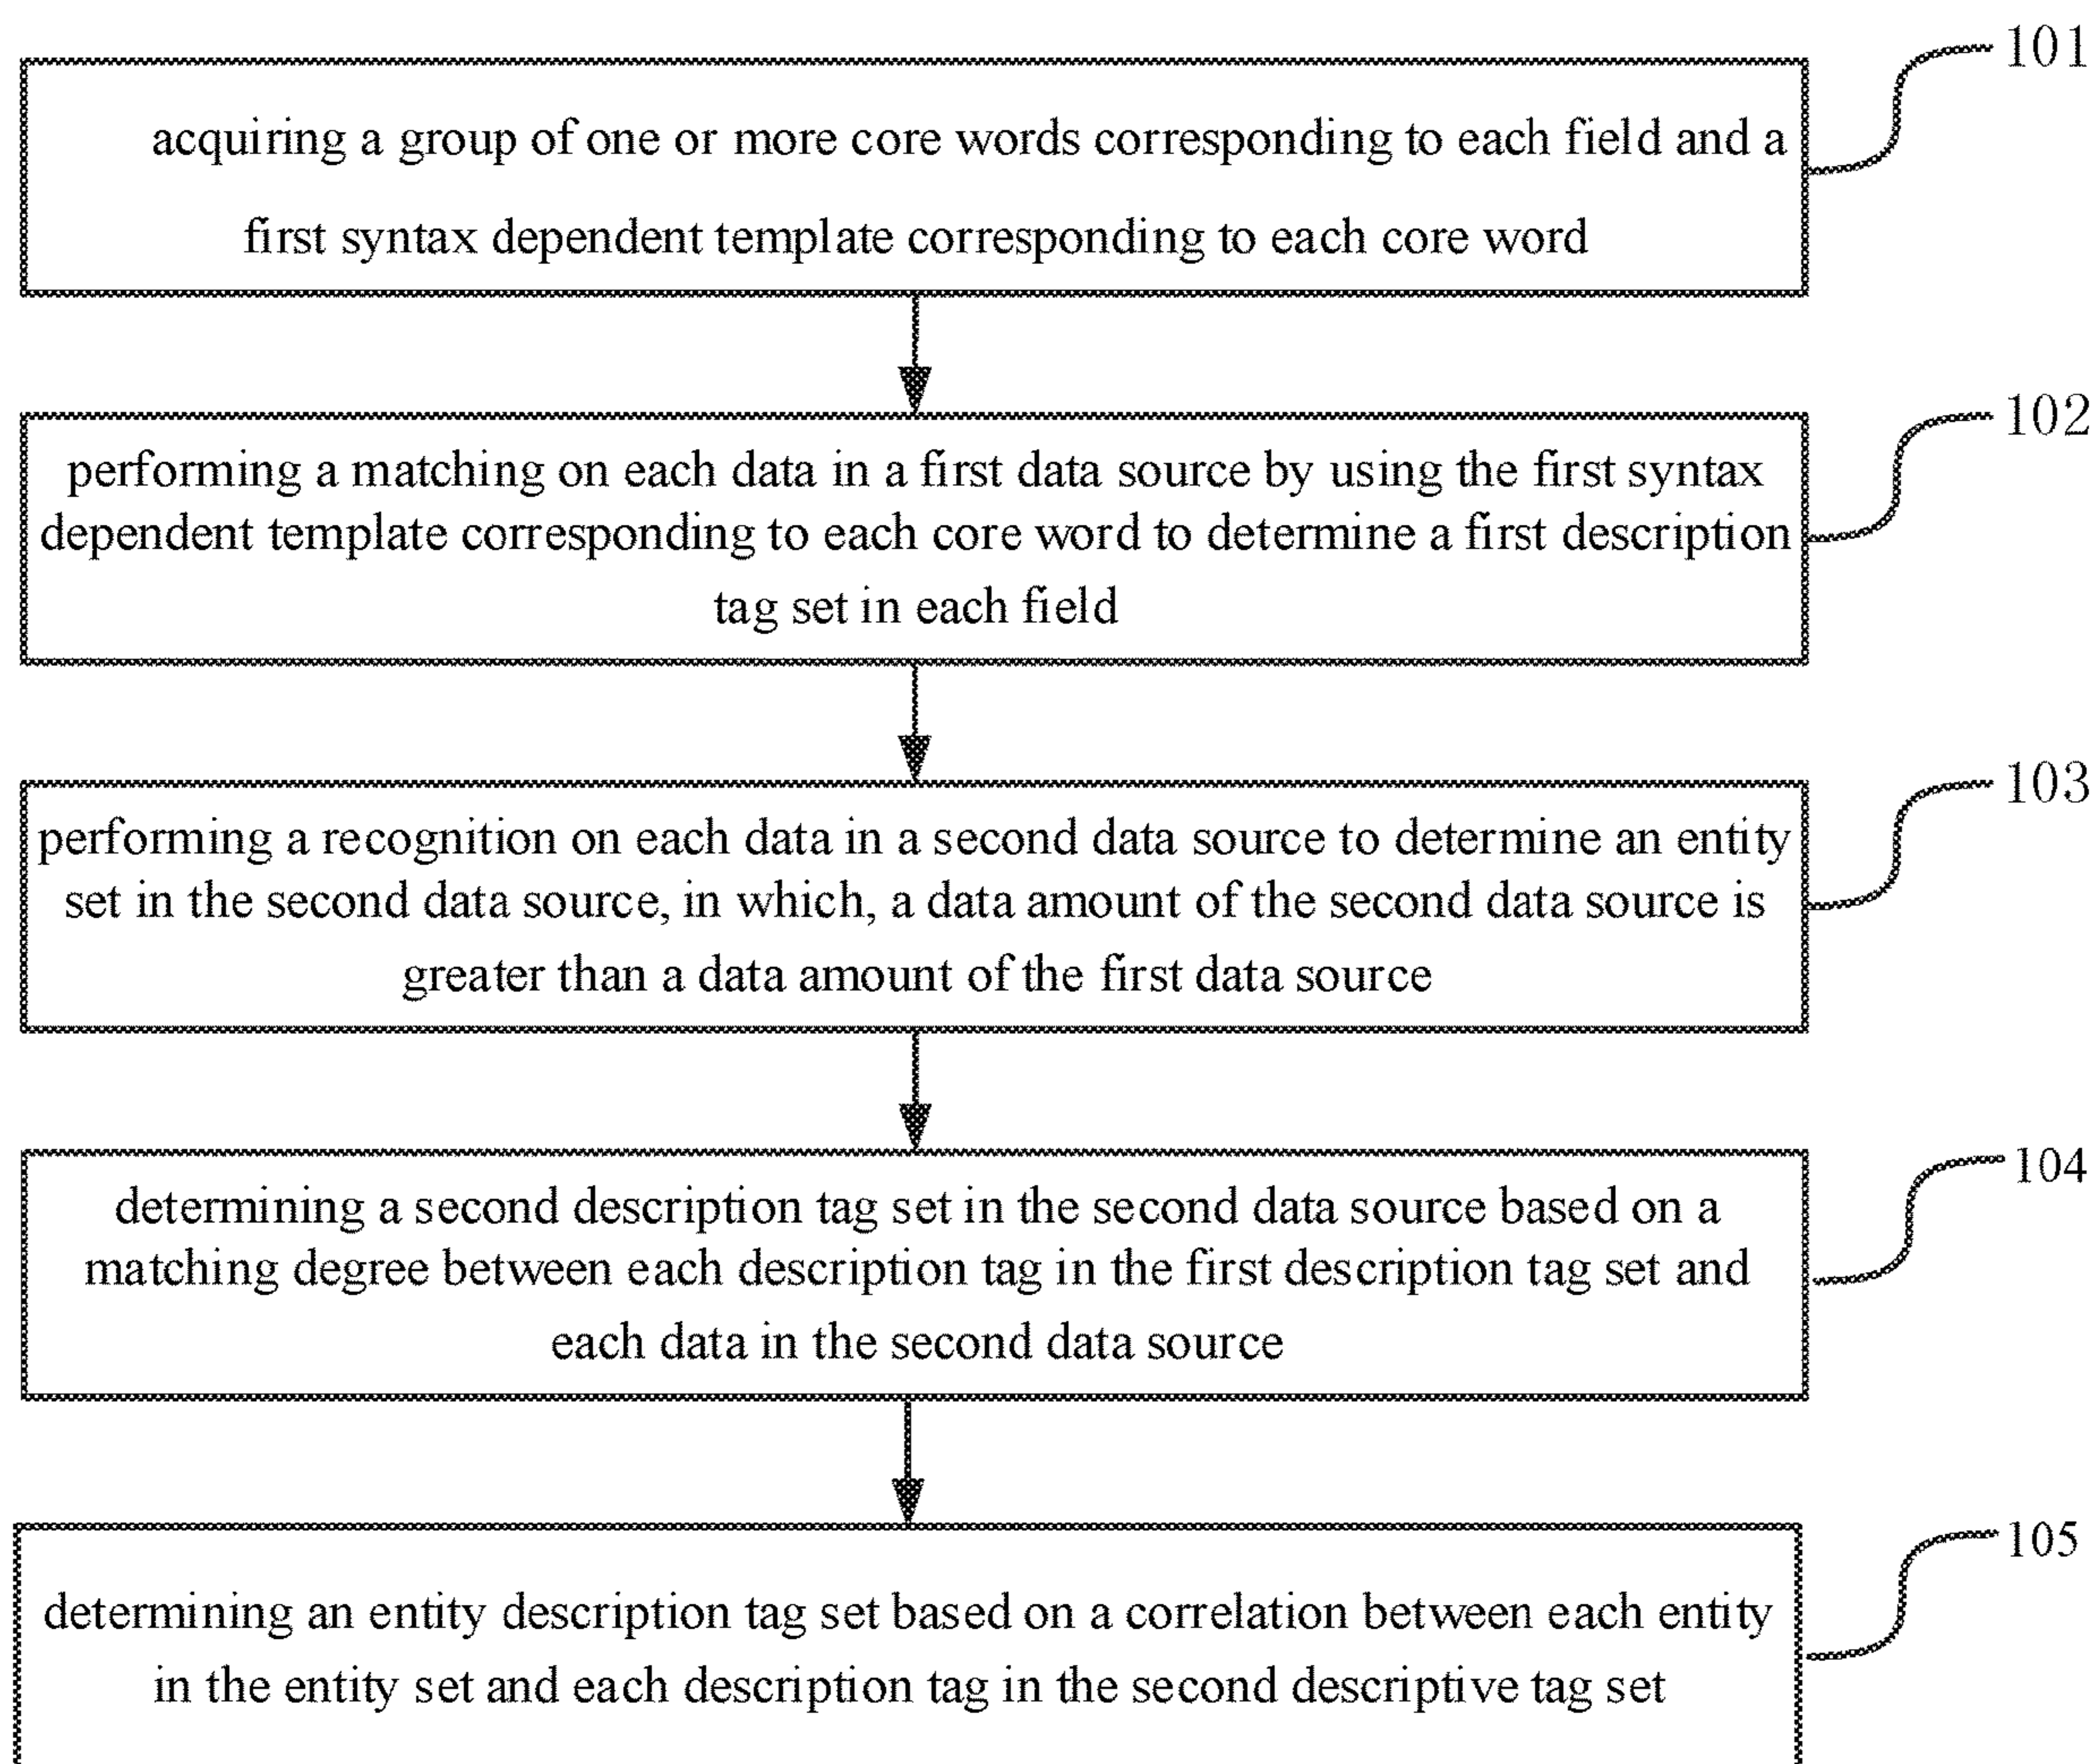 101
acquiring a group of one or more core words corresponding to each field and a
first syntax dependent template corresponding to each core word
102
performing a matching on each data in a first data source by using the first syntax
dependent template corresponding to each core word to determine a first description
tag set in each field
103
performing a recognition on each data in a second data source to determine an entity
set in the second data source, in which, a data amount of the second data source is
greater than a data amount of the first data source
104
determining a second description tag set in the second data source based on a
matching degree between each description tag in the first description tag set and
each data in the second data source
105
determining an entity description tag set based on a correlation between each entity
in the entity set and each description tag in the second descriptive tag set